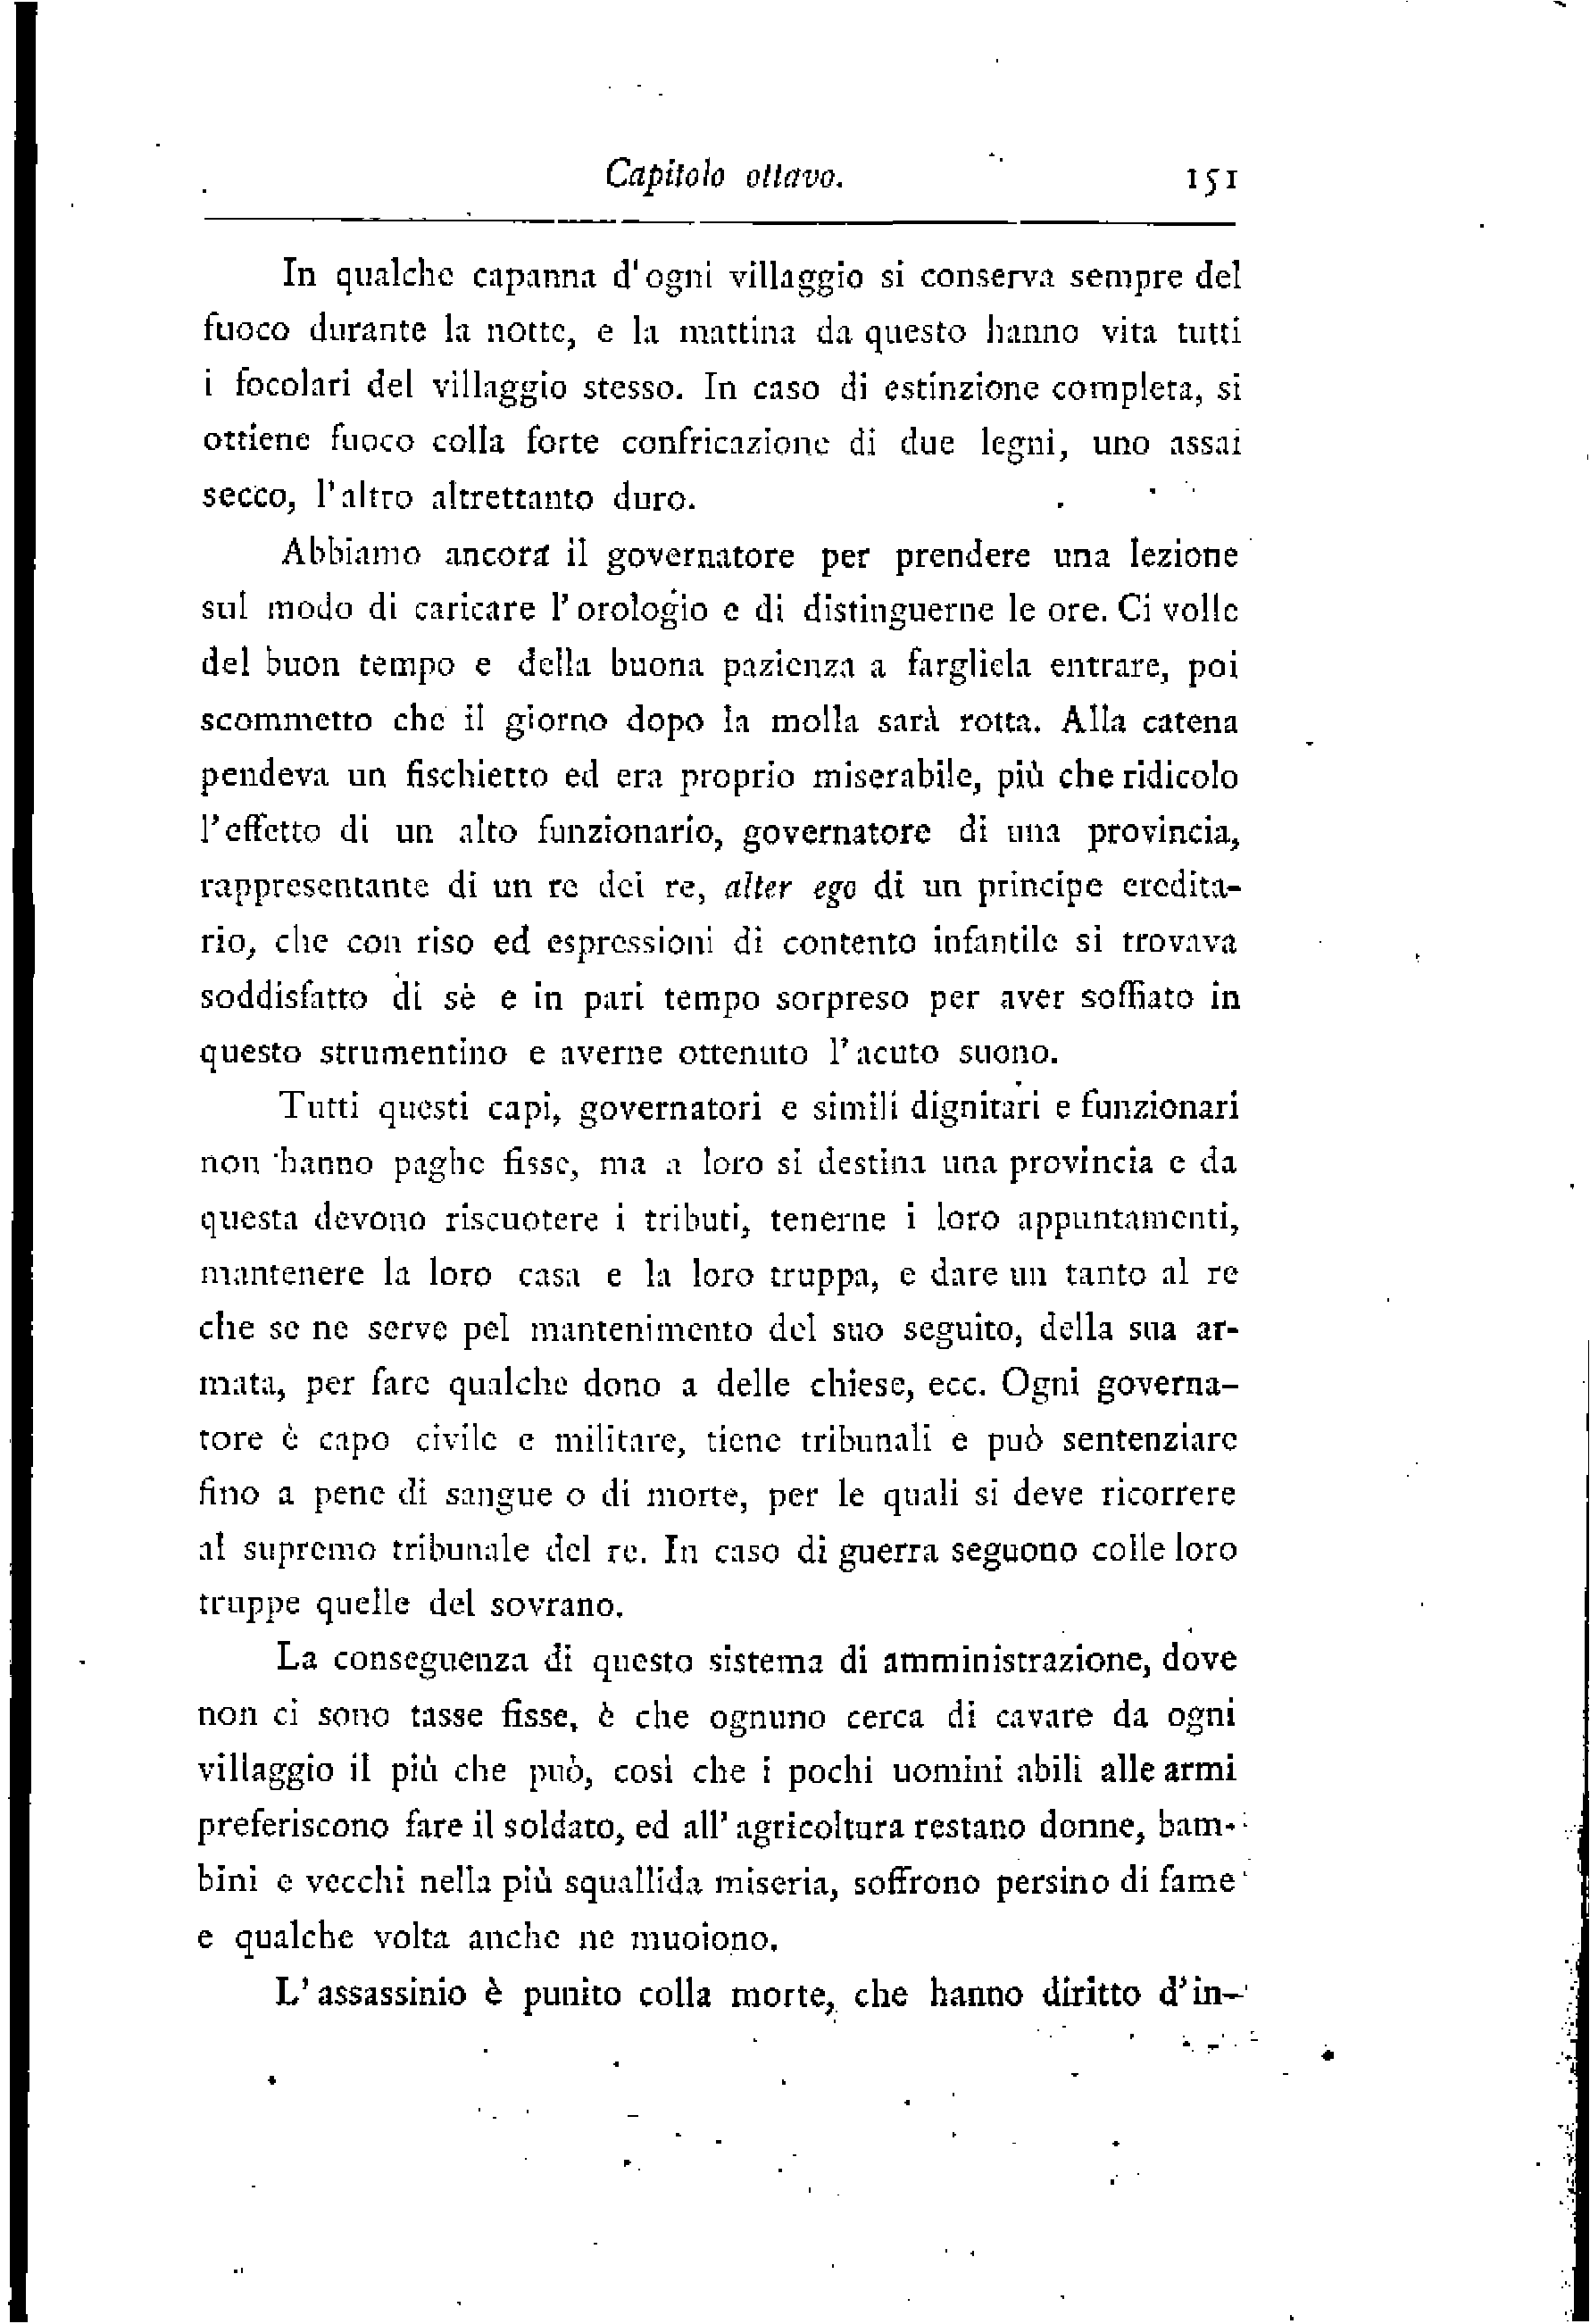 Capitolo ottavo. 151
In qualche capanna d'ogni villaggio si conserva sempre del
fuoco durante la notte, e la mattina da questo hanno vita tutti
i focolari del villaggio stesso. In caso di estinzione completa, si
ottiene fuoco colla forte confricazione di due legni, uno assai
secco, l'altro altrettanto duro.
Abbiamo ancora il governatore per prendere una lezione
sul modo di caricare l'orologio e di distinguerne le ore. Ci volle
del buon tempo e della buona pazienza a fargliela entrare, poi
scommetto che il giorno dopo la molla sarà rotta. Alla catena
pendeva un fischietto ed era proprio miserabile, più che ridicolo
l'effetto di un alto funzionario, governatore di una provincia,
rappresentante di un re dei re, alter ego di un principe eredita-
rio, che con riso ed espressioni di contento infantile si trovava
soddisfatto di sè e in pari tempo sorpreso per aver soffiato in
questo strumentino e averne ottenuto l'acuto suono.
Tutti questi capi, governatori e simili dignitari e funzionari
non hanno paghe fisse, ma a loro si destina una provincia e da
questa devono riscuotere i tributi, tenerne i loro appuntamenti,
mantenere la loro casa e la loro truppa, e dare un tanto al re
che se ne serve pel mantenimento del suo seguito, della sua ar-
mata, per fare qualche dono a delle chiese, ecc. Ogni governa-
tore è capo civile e militare, tiene tribunali e può sentenziare
fino a pene di sangue o di morte, per le quali si deve ricorrere
al supremo tribunale del re. In caso di guerra seguono colle loro
truppe quelle del sovrano.
La conseguenza di questo sistema di amministrazione, dove
non ci sono tasse fisse, è che ognuno cerca di cavare da ogni
villaggio il più che può, così che i pochi uomini abili alle armi
preferiscono fare il soldato, ed all'agricoltura restano donne, bam-
bini e vecchi nella più squallida miseria, soffrono persino di fame
e qualche volta anche ne muoiono.
L'assassinio è punito colla morte, che hanno diritto d'in-